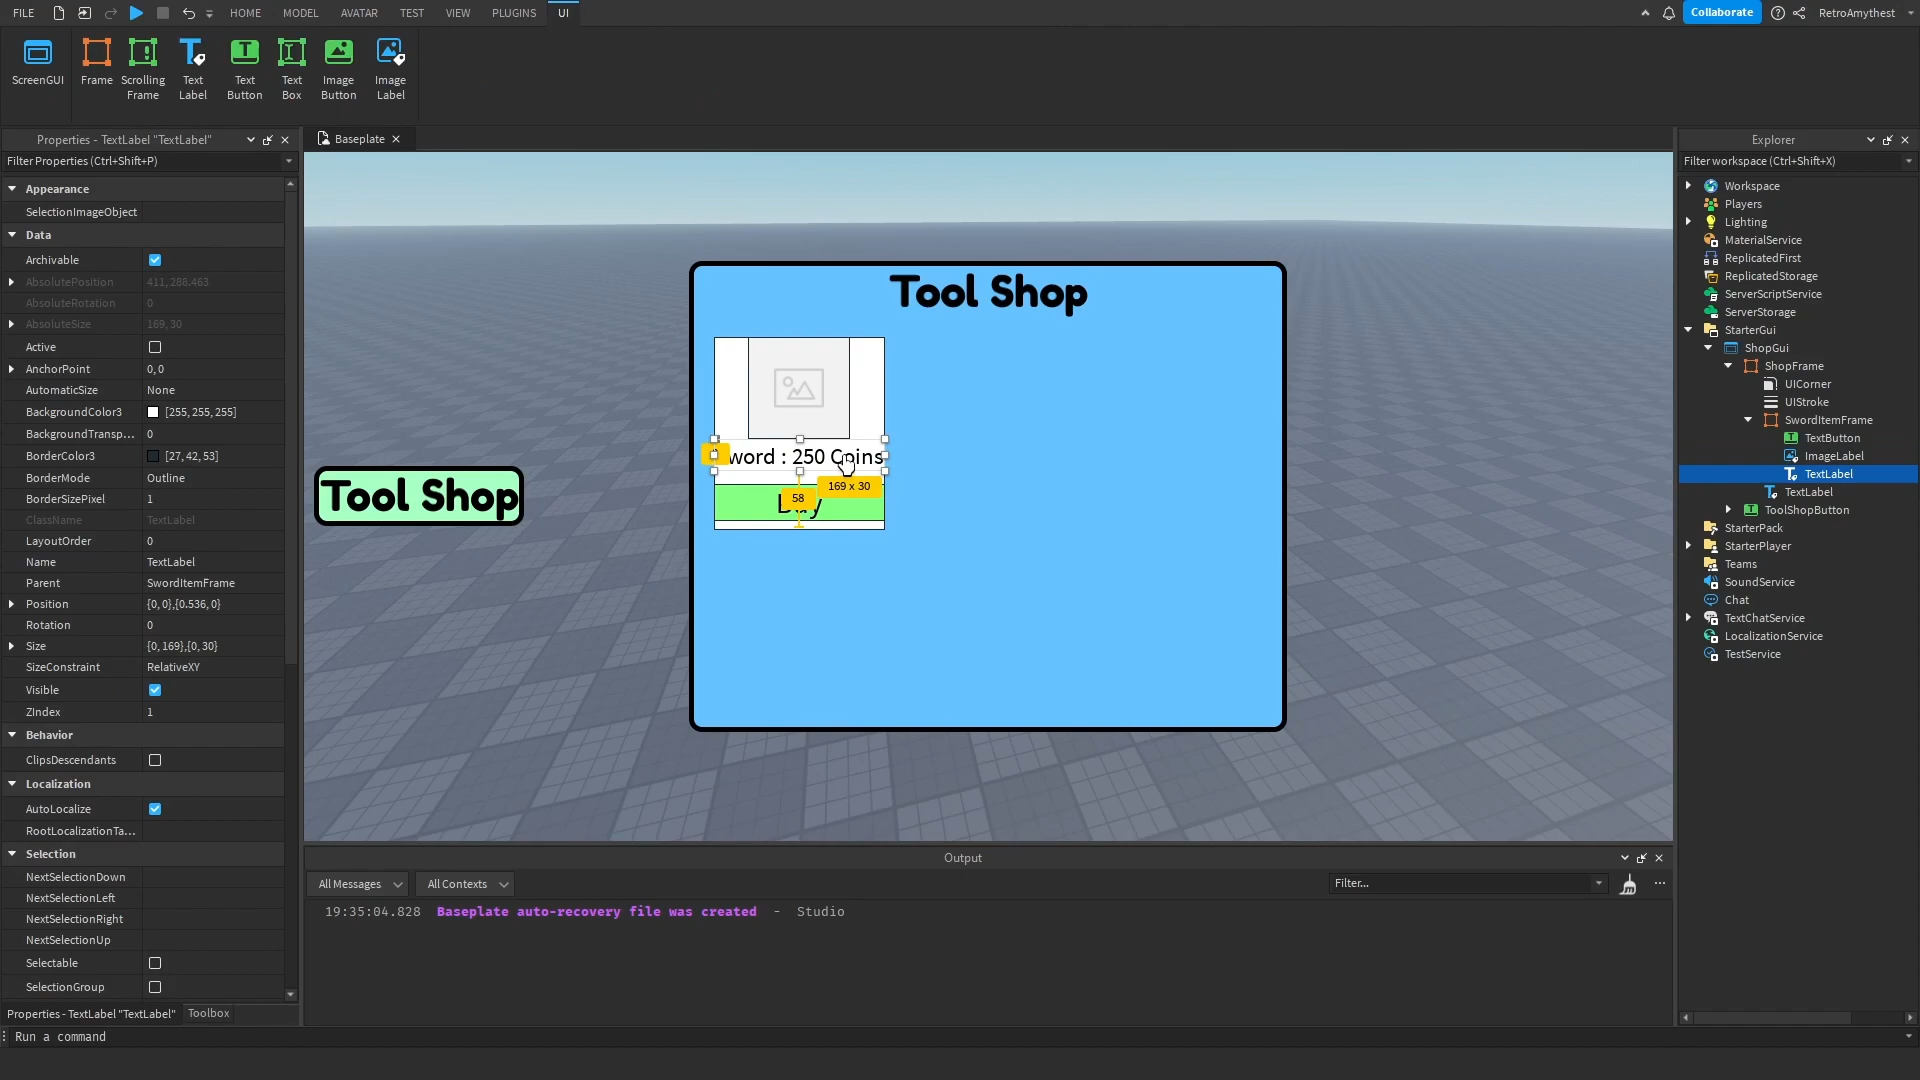 FILE
HOME
MODEL
AVATAR
TEST
VIEW
PLUGINS
UI
Collaborate
RetroAmythest
ScreenGUI
Frame
Scrolling
Frame
Text
Label
Text
Button
Text
Box
Image
Button
Image
Label
Properties - TextLabel "TextLabel"
Filter Properties (Ctrl+Shift+P)
Appearance
SelectionImageObject
Data
Archivable
AbsolutePosition 411, 286.463
AbsoluteRotation 0
AbsoluteSize 169, 30
Active
AnchorPoint 0, 0
AutomaticSize None
BackgroundColor3 [255, 255, 255]
BackgroundTransp... 0
BorderColor3 [27, 42, 53]
BorderMode Outline
BorderSizePixel 1
ClassName TextLabel
LayoutOrder 0
Name TextLabel
Parent SwordItemFrame
Position {0, 0},{0.536, 0}
Rotation 0
Size {0, 169},{0, 30}
SizeConstraint RelativeXY
Visible
ZIndex 1
Behavior
ClipsDescendants
Localization
AutoLocalize
RootLocalizationTa...
Selection
NextSelectionDown
NextSelectionLeft
NextSelectionRight
NextSelectionUp
Selectable
SelectionGroup
Properties - TextLabel "TextLabel"
Toolbox
Run a command
Baseplate
Tool Shop
Tool Shop
: 250 Coins
169 x 30
58
Output
All Messages
All Contexts
Filter...
19:35:04.828 Baseplate auto-recovery file was created - Studio
Explorer
Filter workspace (Ctrl+Shift+X)
Workspace
Players
Lighting
MaterialService
ReplicatedFirst
ReplicatedStorage
ServerScriptService
ServerStorage
StarterGui
ShopGui
ShopFrame
UICorner
UIStroke
SwordItemFrame
TextButton
ImageLabel
TextLabel
TextLabel
ToolShopButton
StarterPack
StarterPlayer
Teams
SoundService
Chat
TextChatService
LocalizationService
TestService